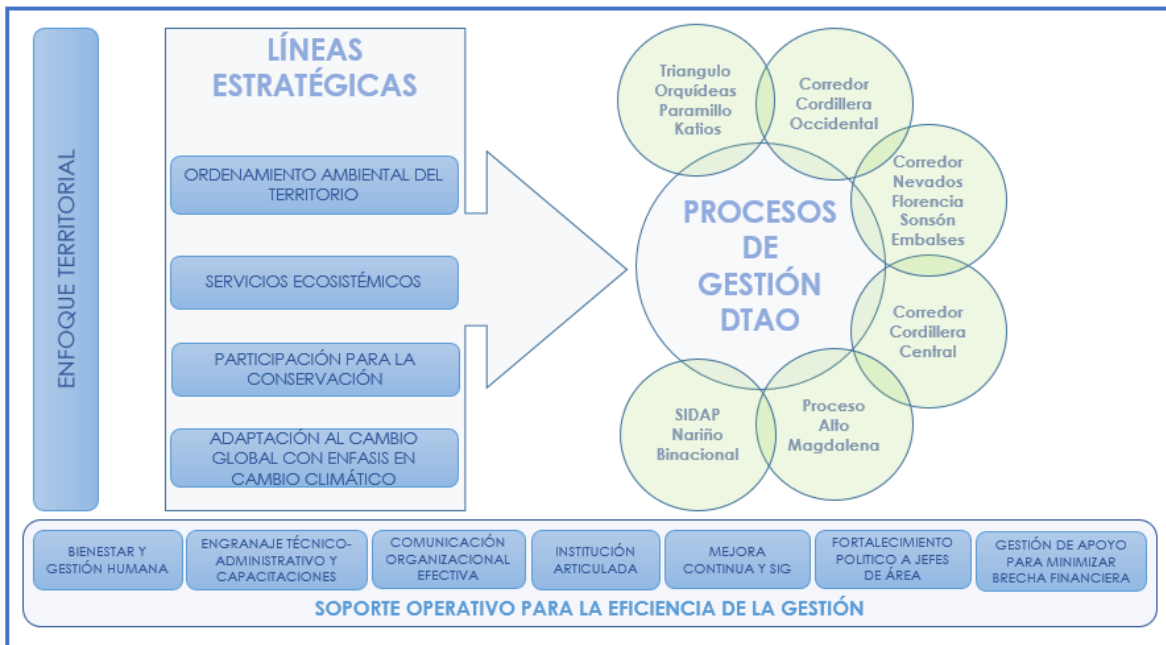 ENFOQUE TERRITORIAL
LÍNEAS
ESTRATÉGICAS
ORDENAMIENTO AMBIENTAL DEL
TERRITORIO
SERVICIOS ECOSISTÉMICOS
PARTICIPACIÓN PARA LA
CONSERVACIÓN
ADAPTACIÓN AL CAMBIO
GLOBAL CON ENFASIS EN
CAMBIO CLIMÁTICO
PROCESOS
DE
GESTIÓN
DTAO
Triangulo
Orquídeas
Paramillo
Katios
Corredor
Cordillera
Occidental
Corredor
Nevados
Florencia
Sonsón
Embalses
Corredor
Cordillera
Central
Proceso
Alto
Magdalena
SIDAP
Nariño
Binacional
BIENESTAR Y
GESTIÓN HUMANA
ENGRANAJE TÉCNICO-
ADMINISTRATIVO Y
CAPACITACIONES
COMUNICACIÓN
ORGANIZACIONAL
EFECTIVA
INSTITUCIÓN
ARTICULADA
MEJORA
CONTINUA Y SIG
FORTALECIMIENTO
POLITICO A JEFES
DE ÁREA
GESTIÓN DE APOYO
PARA MINIMIZAR
BRECHA FINANCIERA
SOPORTE OPERATIVO PARA LA EFICIENCIA DE LA GESTIÓN